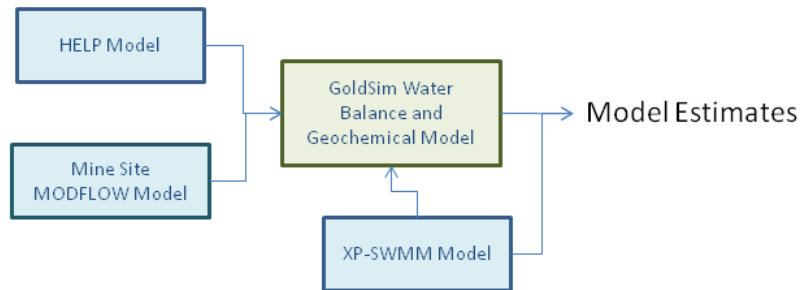 HELP Model
GoldSim Water
Balance and
Geochemical Model
Model Estimates
Mine Site
MODFLOW Model
XP-SWMM Model